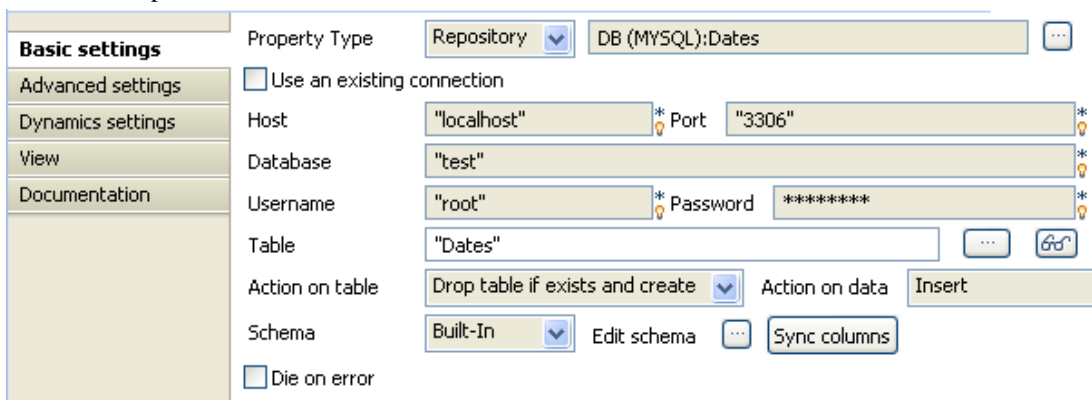 Basic settings
Advanced settings
Dynamics settings
View
Documentation
Property Type Repository DB (MYSQL):Dates ...
Use an existing connection
Host "localhost" * Port "3306" *
Database "test" *
Username "root" * Password ******** *
Table "Dates" ...
Action on table Drop table if exists and create Action on data Insert
Schema Built-In Edit schema ... Sync columns
Die on error